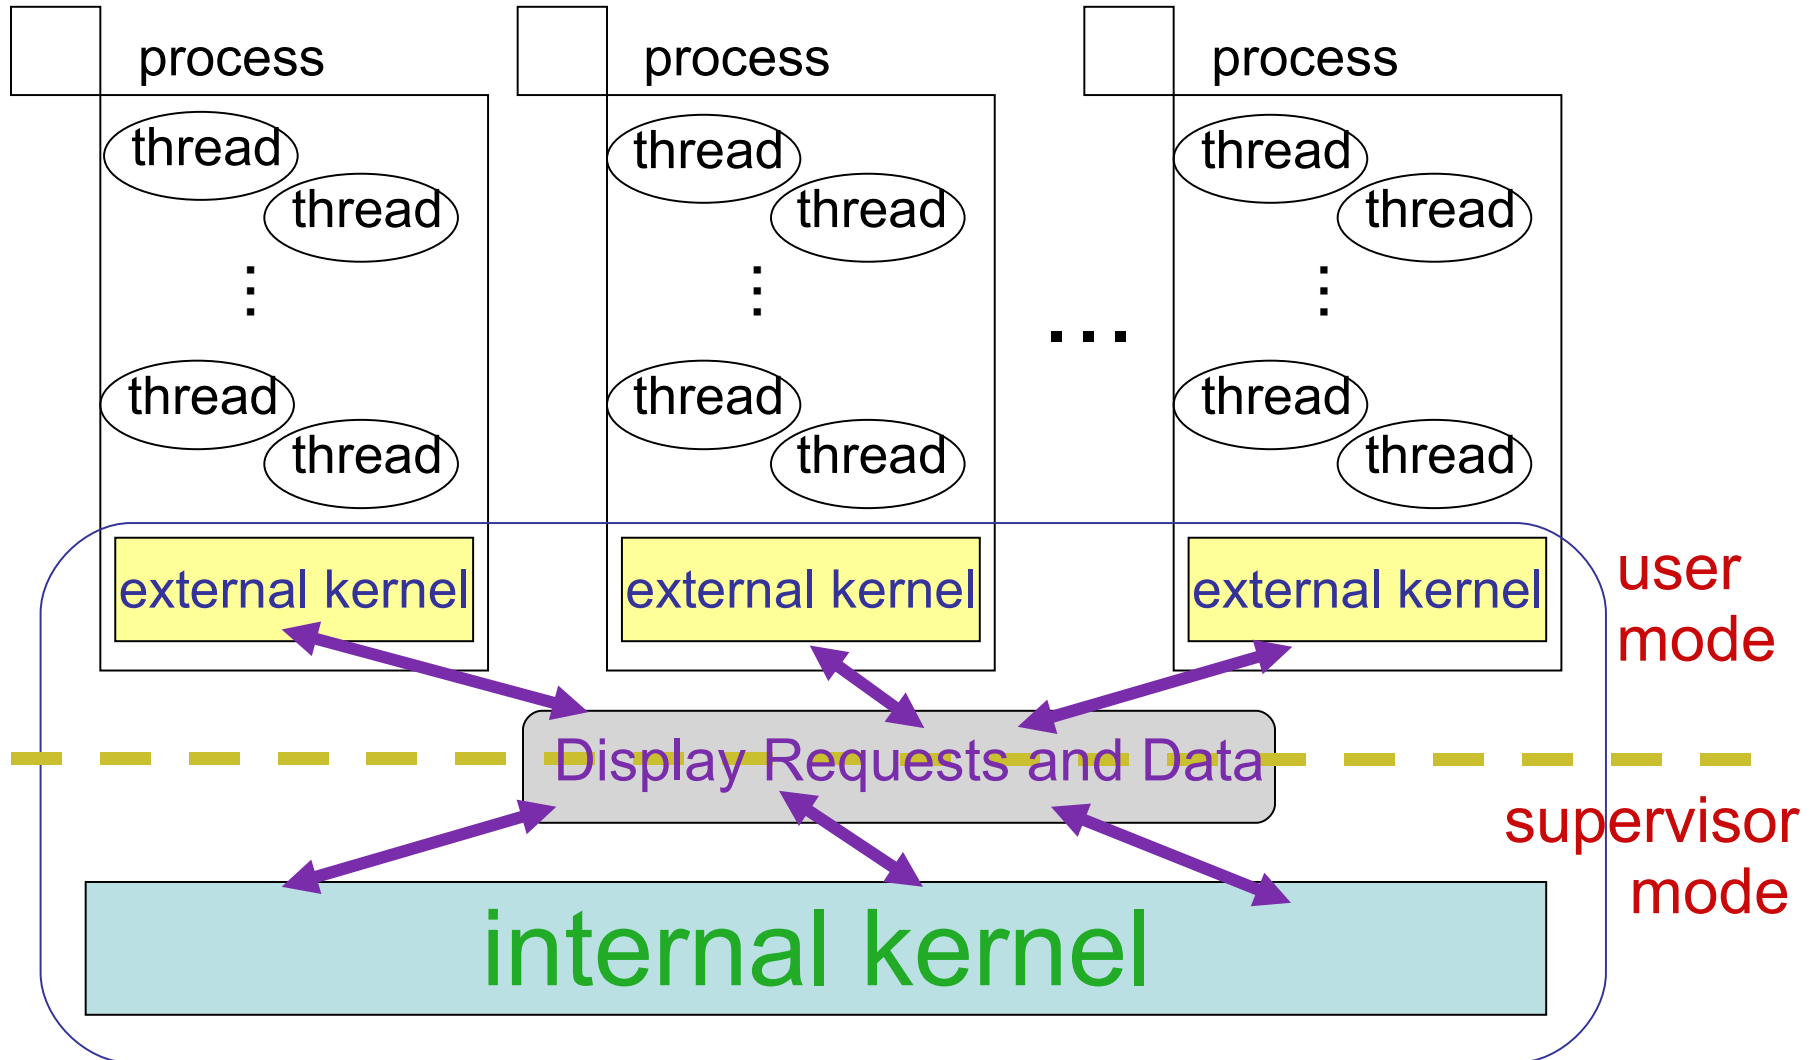 process
process
process
thread
thread
thread
thread
thread
thread
thread
thread
thread
thread
thread
thread
external kernel
external kernel
external kernel
user
mode
Display Requests and Data
supervisor
mode
internal kernel